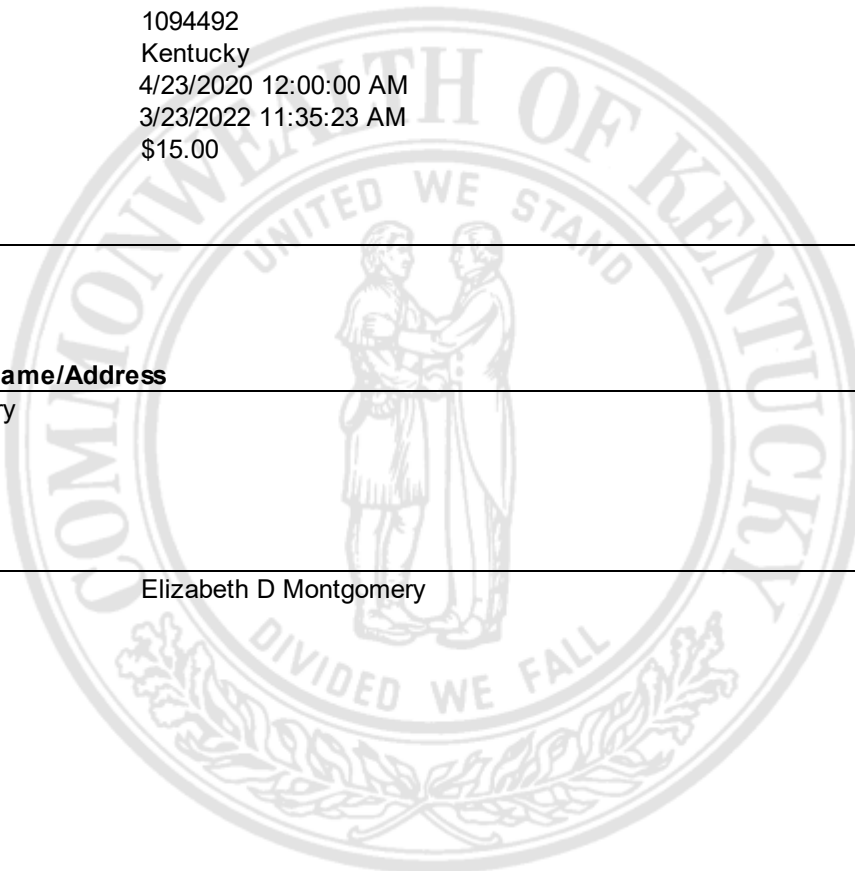 1094492
Kentucky
4/23/2020 12:00:00 AM
3/23/2022 11:35:23 AM
$15.00
ame/Address
ry
Elizabeth D Montgomery
COMMONWEALTH OF KENTUCKY
UNITED WE STAND
DIVIDED WE FALL